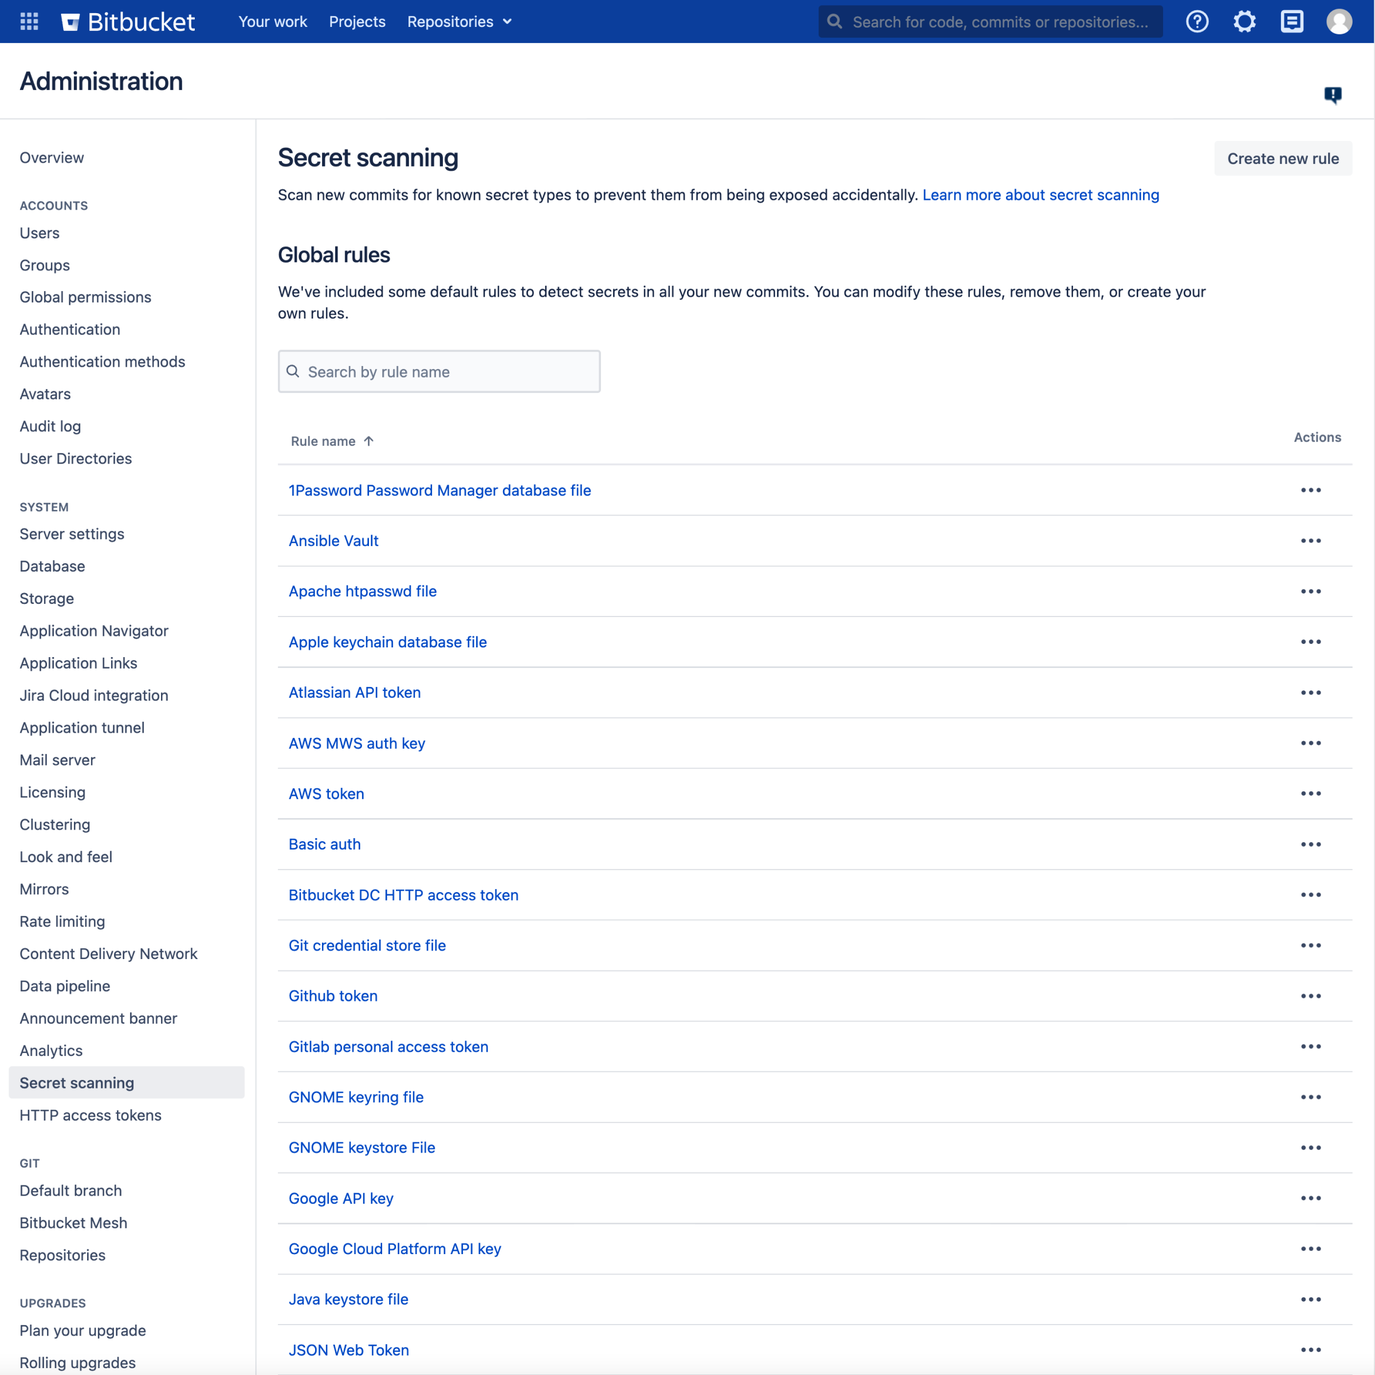 Bitbucket
Your work
Projects
Repositories
Search for code, commits or repositories...
Administration
Overview
ACCOUNTS
Users
Groups
Global permissions
Authentication
Authentication methods
Avatars
Audit log
User Directories
SYSTEM
Server settings
Database
Storage
Application Navigator
Application Links
Jira Cloud integration
Application tunnel
Mail server
Licensing
Clustering
Look and feel
Mirrors
Rate limiting
Content Delivery Network
Data pipeline
Announcement banner
Analytics
Secret scanning
HTTP access tokens
GIT
Default branch
Bitbucket Mesh
Repositories
UPGRADES
Plan your upgrade
Rolling upgrades
Secret scanning
Create new rule
Scan new commits for known secret types to prevent them from being exposed accidentally. Learn more about secret scanning
Global rules
We've included some default rules to detect secrets in all your new commits. You can modify these rules, remove them, or create your
own rules.
Search by rule name
Rule name
Actions
1Password Password Manager database file
Ansible Vault
Apache htpasswd file
Apple keychain database file
Atlassian API token
AWS MWS auth key
AWS token
Basic auth
Bitbucket DC HTTP access token
Git credential store file
Github token
Gitlab personal access token
GNOME keyring file
GNOME keystore File
Google API key
Google Cloud Platform API key
Java keystore file
JSON Web Token